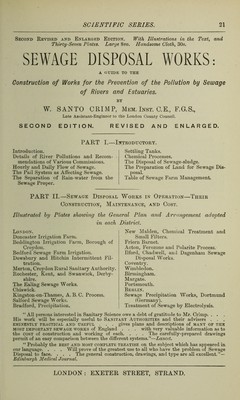 SCIENTIFIC SERIES. 21
SECOND REVISED AND ENLARGED EDITION. With Illustrations in the Text, and
Thirty-Seven Plates. Large 8vo. Handsome Cloth, 30s.
SEWAGE DISPOSAL WORKS:
A GUIDE TO THE
Construction of Works for the Prevention of the Pollution by Sewage
of Rivers and Estuaries.
BY
W. SANTO CRIMP, MEM. INST. C.E., F.G.S.,
Late Assistant-Engineer to the London County Council.
SECOND EDITION. REVISED AND ENLARGED.
PART I.—INTRODUCTORY.
Introduction.
Details of River Pollutions and Recom-
mendations of Various Commissions.
Hourly and Daily Flow of Sewage.
The Pail System as Affecting Sewage.
The Separation of Rain-water from the
Sewage Proper.
Settling Tanks.
Chemical Processes.
The Disposal of Sewage-sludge.
The Preparation of Land for Sewage Dis-
posal.
Table of Sewage Farm Management.
PART II.—SEWAGE DISPOSAL WORKS IN OPERATION—THEIR
CONSTRUCTION, MAINTENANCE, AND COST.
Illustrated by Plates showing the General Plan and Arrangement adopted
in each District.
LONDON.
Doncaster Irrigation Farm.
Beddington Irrigation Farm, Borough of
Croydon.
Bedford Sewage Farm Irrigation.
Dewsbury and Hitchin Intermittent Fil-
tration.
Merton, Croydon Rural Sanitary Authority.
Rochester, Kent, and Swanwick, Derby-
shire.
The Ealing Sewage Works.
Chiswick.
Kingston-on-Thames, A. B. C. Process.
Salford Sewage Works.
Bradford, Precipitation.
New Malden, Chemical Treatment and
Small Filters.
Friern Barnet.
Acton, Ferozone and Polarite Process.
Ilford, Chadwell, and Dagenham Sewage
Disposal Works.
Coventry.
Wimbledon.
Birmingham.
Margate.
Portsmouth.
BERLIN.
Sewage Precipitation Works, Dortmund
(Germany).
Treatment of Sewage by Electrolysis.
"All persons interested in Sanitary Science owe a debt of gratitude to Mr. Crimp. . . .
His work will be especially useful to SANITARY AUTHORITIES and their advisers . . .
EMINENTLY PRACTICAL AND USEFUL . . . gives plans and descriptions of MANY OF THE
MOST IMPORTANT SEWAGE WORKS of England . . . with very valuable information as to
the COST of construction and working of each. . . . The carefully-prepared drawings
permit of an easy comparison between the different systems."—Lancet.
"Probably the BEST AND MOST COMPLETE TREATISE on the subject which has appeared in
our language. . . . Will prove of the greatest use to all who have the problem of Sewage
Disposal to face. . . . The general construction, drawings, and type are all excellent."—
Edinburgh Medical Journal.
LONDON: EXETER STREET, STRAND.